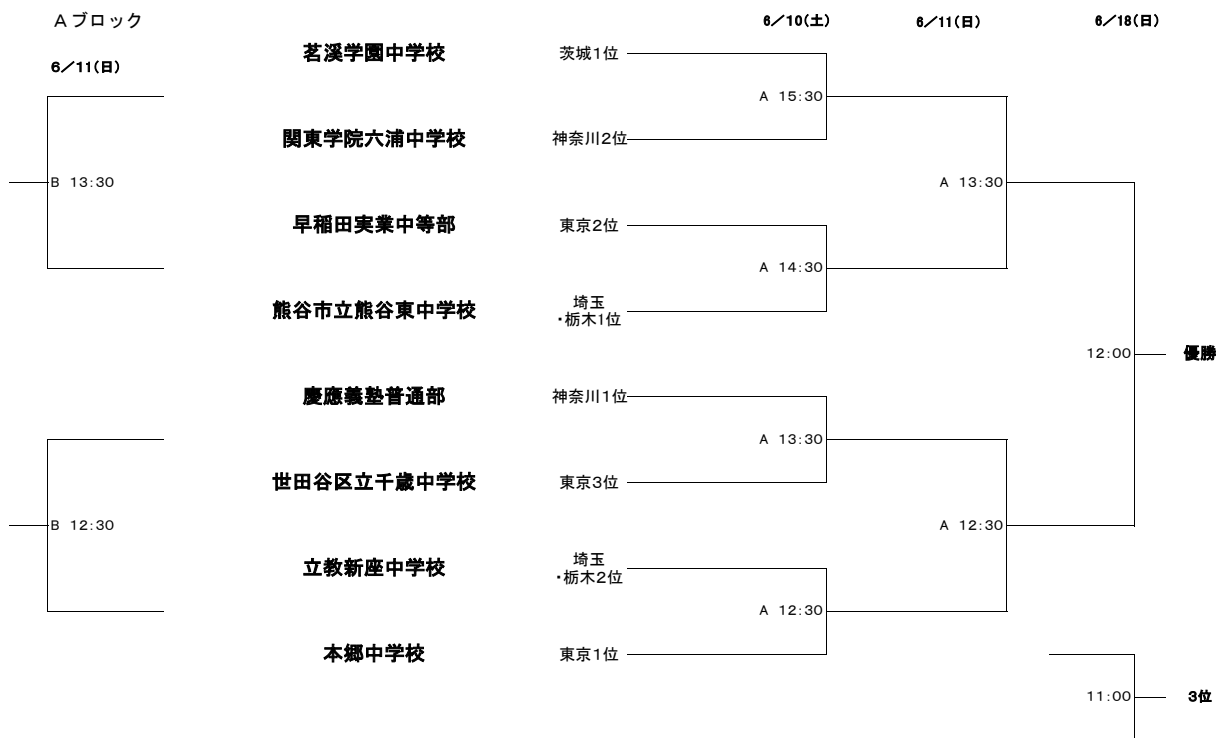 Aブロック
6/10(土)
6/11(日)
6/18(日)
茗溪学園中学校
茨城1位
6/11(日)
A 15:30
関東学院六浦中学校
神奈川2位
B 13:30
A 13:30
早稲田実業中等部
東京2位
A 14:30
熊谷市立熊谷東中学校
埼玉
・栃木1位
12:00
優勝
慶應義塾普通部
神奈川1位
A 13:30
世田谷区立千歳中学校
東京3位
B 12:30
A 12:30
立教新座中学校
埼玉
・栃木2位
A 12:30
本郷中学校
東京1位
11:00
3位